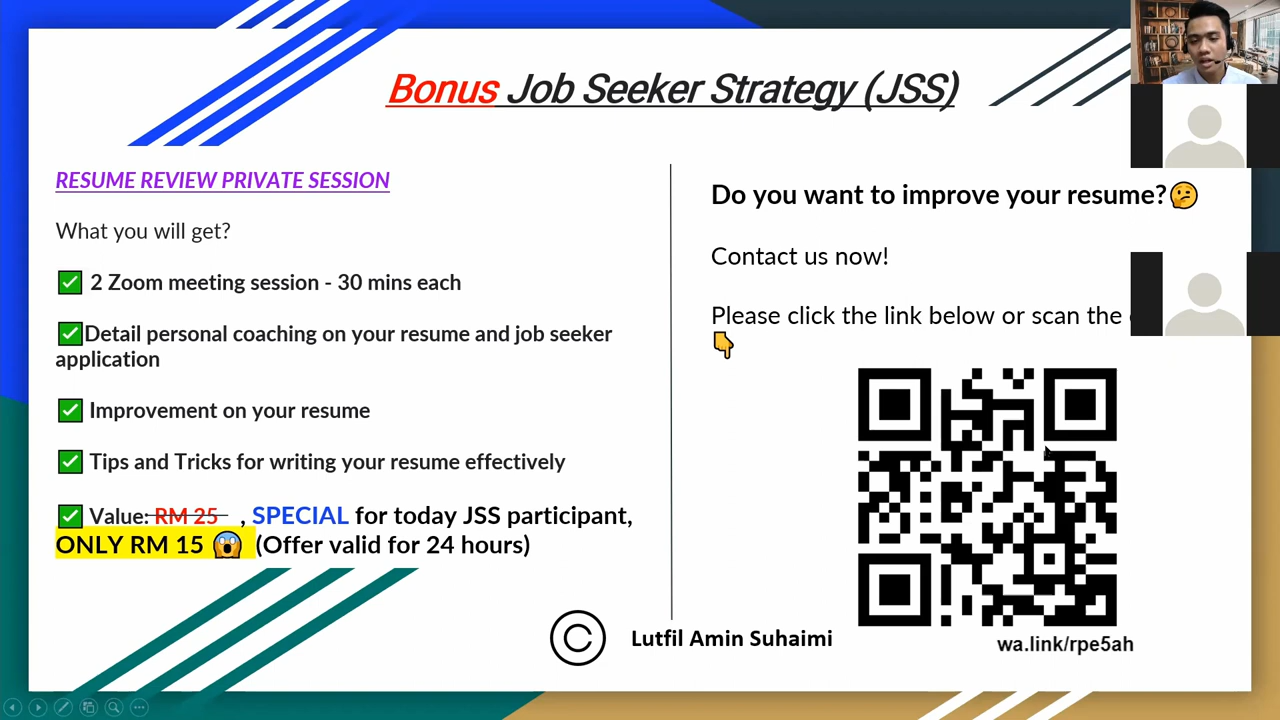 Bonus Job Seeker Strategy (JSS)
RESUME REVIEW PRIVATE SESSION
What you will get?
✅ 2 Zoom meeting session - 30 mins each
✅Detail personal coaching on your resume and job seeker
application
✅ Improvement on your resume
✅ Tips and Tricks for writing your resume effectively
✅ Value: RM 25 , SPECIAL for today JSS participant,
ONLY RM 15 😱 (Offer valid for 24 hours)
Do you want to improve your resume?🤔
Contact us now!
Please click the link below or scan the
👇
wa.link/rpe5ah
© Lutfil Amin Suhaimi